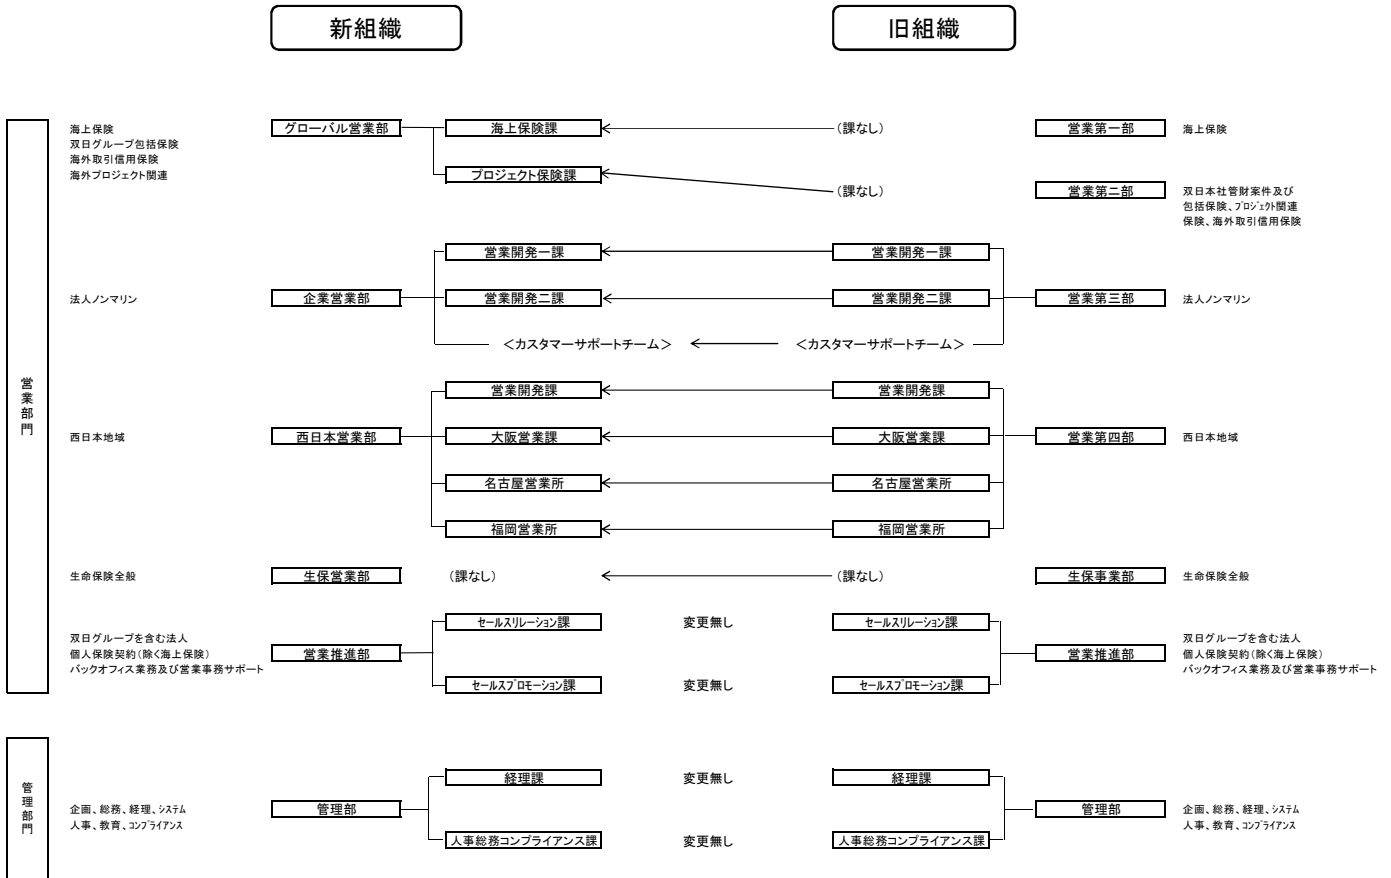 新組織
旧組織
営業部門
海上保険
双日グループ包括保険
海外取引信用保険
海外プロジェクト関連
グローバル営業部
海上保険課
(課なし)
営業第一部
海上保険
プロジェクト保険課
(課なし)
営業第二部
双日本社管財案件及び
包括保険、プロジェクト関連
保険、海外取引信用保険
営業開発一課
営業開発一課
法人ノンマリン
企業営業部
営業開発二課
営業開発二課
営業第三部
法人ノンマリン
<カスタマーサポートチーム>
<カスタマーサポートチーム>
営業開発課
営業開発課
西日本地域
西日本営業部
大阪営業課
大阪営業課
営業第四部
西日本地域
名古屋営業所
名古屋営業所
福岡営業所
福岡営業所
生命保険全般
生保営業部
(課なし)
(課なし)
生保事業部
生命保険全般
セールスリレーション課
変更無し
セールスリレーション課
双日グループを含む法人
個人保険契約(除く海上保険)
バックオフィス業務及び営業事務サポート
営業推進部
営業推進部
双日グループを含む法人
個人保険契約(除く海上保険)
バックオフィス業務及び営業事務サポート
セールスプロモーション課
変更無し
セールスプロモーション課
管理部門
経理課
変更無し
経理課
企画、総務、経理、システム
人事、教育、コンプライアンス
管理部
管理部
企画、総務、経理、システム
人事、教育、コンプライアンス
人事総務コンプライアンス課
変更無し
人事総務コンプライアンス課